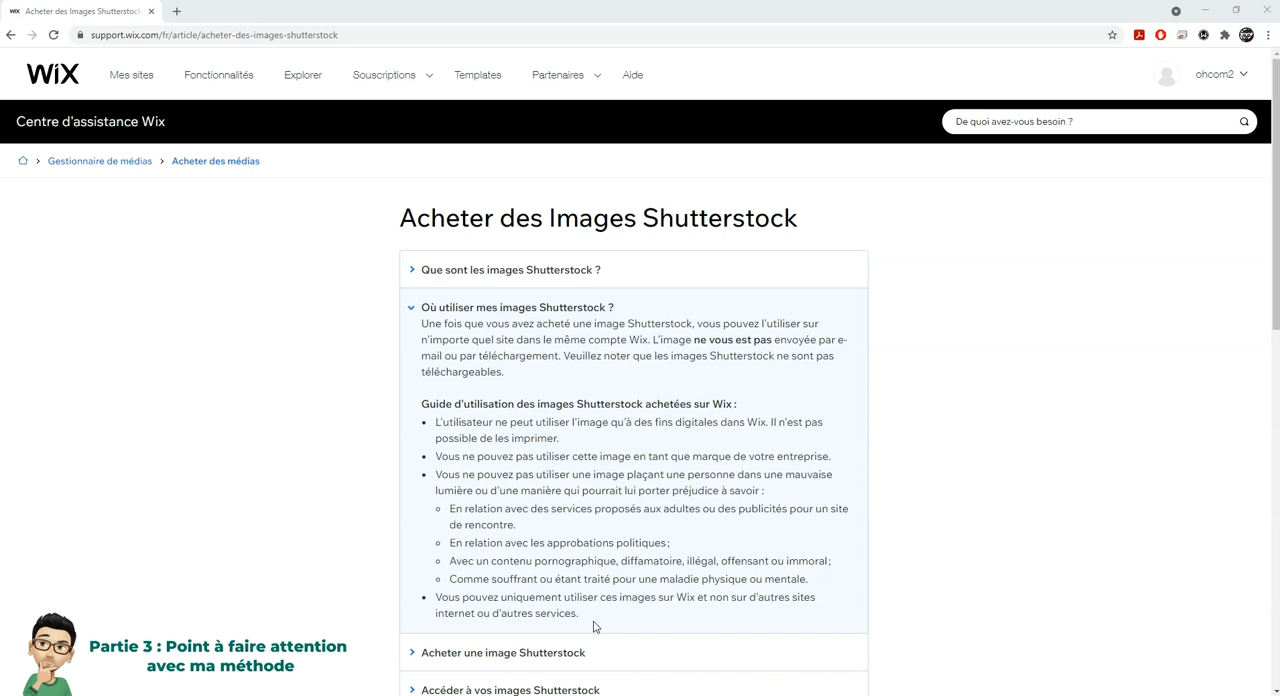 WiX Acheter des Images Shutterstock
support.wix.com/fr/article/acheter-des-images-shutterstock
WiX Mes sites Fonctionnalités Explorer Souscriptions Templates Partenaires Aide ohcom2
Centre d'assistance Wix De quoi avez-vous besoin ?
Gestionnaire de médias Acheter des médias
Acheter des Images Shutterstock
Que sont les images Shutterstock ?
Où utiliser mes images Shutterstock ?
Une fois que vous avez acheté une image Shutterstock, vous pouvez l'utiliser sur
n'importe quel site dans le même compte Wix. L'image ne vous est pas envoyée par e-
mail ou par téléchargement. Veuillez noter que les images Shutterstock ne sont pas
téléchargeables.
Guide d'utilisation des images Shutterstock achetées sur Wix :
L'utilisateur ne peut utiliser l'image qu'à des fins digitales dans Wix. Il n'est pas
possible de les imprimer.
Vous ne pouvez pas utiliser cette image en tant que marque de votre entreprise.
Vous ne pouvez pas utiliser une image plaçant une personne dans une mauvaise
lumière ou d'une manière qui pourrait lui porter préjudice à savoir :
En relation avec des services proposés aux adultes ou des publicités pour un site
de rencontre.
En relation avec les approbations politiques ;
Avec un contenu pornographique, diffamatoire, illégal, offensant ou immoral ;
Comme souffrant ou étant traité pour une maladie physique ou mentale.
Vous pouvez uniquement utiliser ces images sur Wix et non sur d'autres sites
internet ou d'autres services.
Acheter une image Shutterstock
Accéder à vos images Shutterstock
Partie 3 : Point à faire attention
avec ma méthode